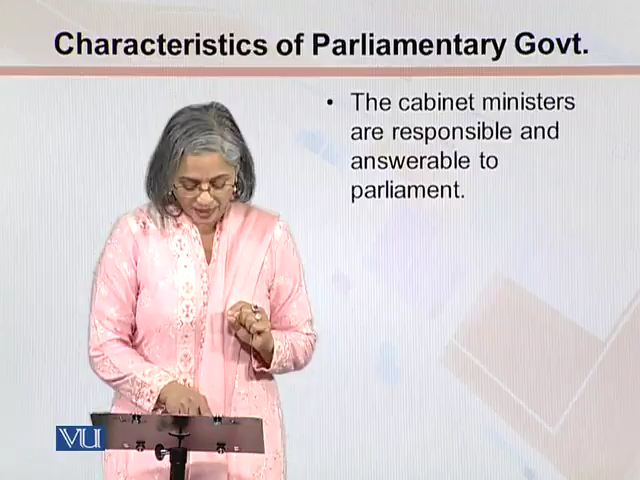 Characteristics of Parliamentary Govt.
• The cabinet ministers
are responsible and
answerable to
parliament.
VU